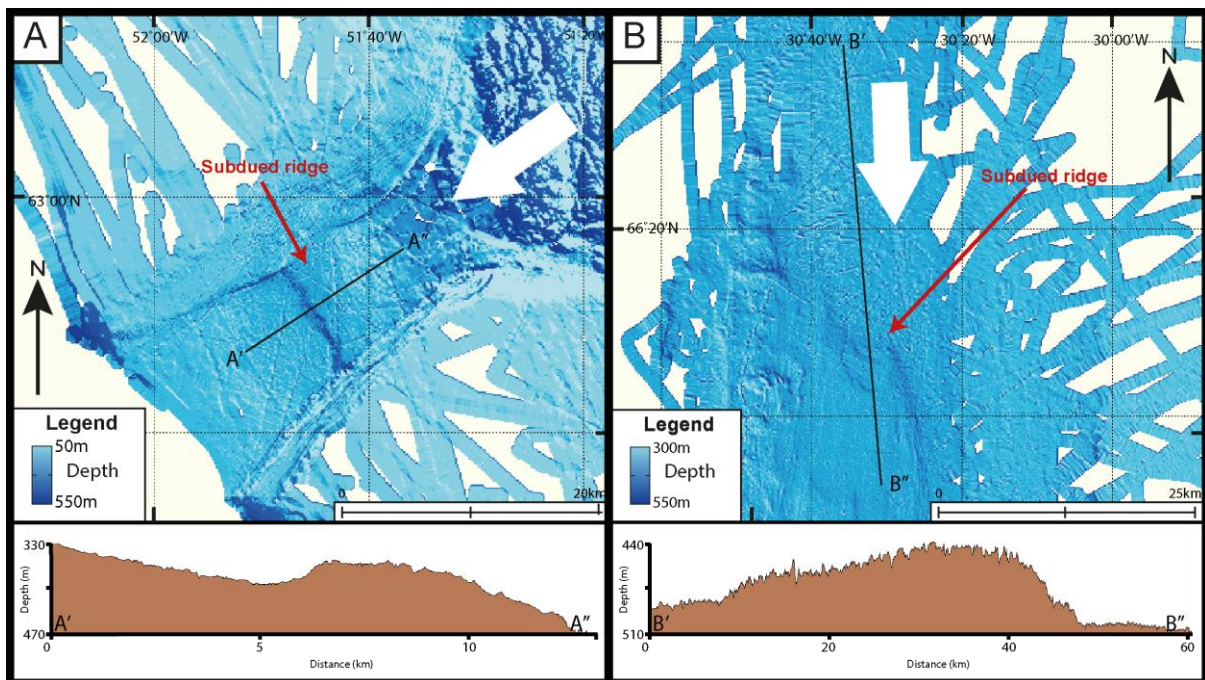 A
52°00'W
51°40'W
51°20'W
Subdued ridge
63°00'N
N
A"
A'
Legend
50m
Depth
550m
0
20km
330
Depth (m)
470
A'
A"
0
5
10
Distance (km)
B
30°40'W
B'
30°20'W
30°00'W
N
Subdued ridge
66°20'N
B"
Legend
300m
Depth
550m
0
25km
440
Depth (m)
510
B'
B"
0
20
40
60
Distance (km)